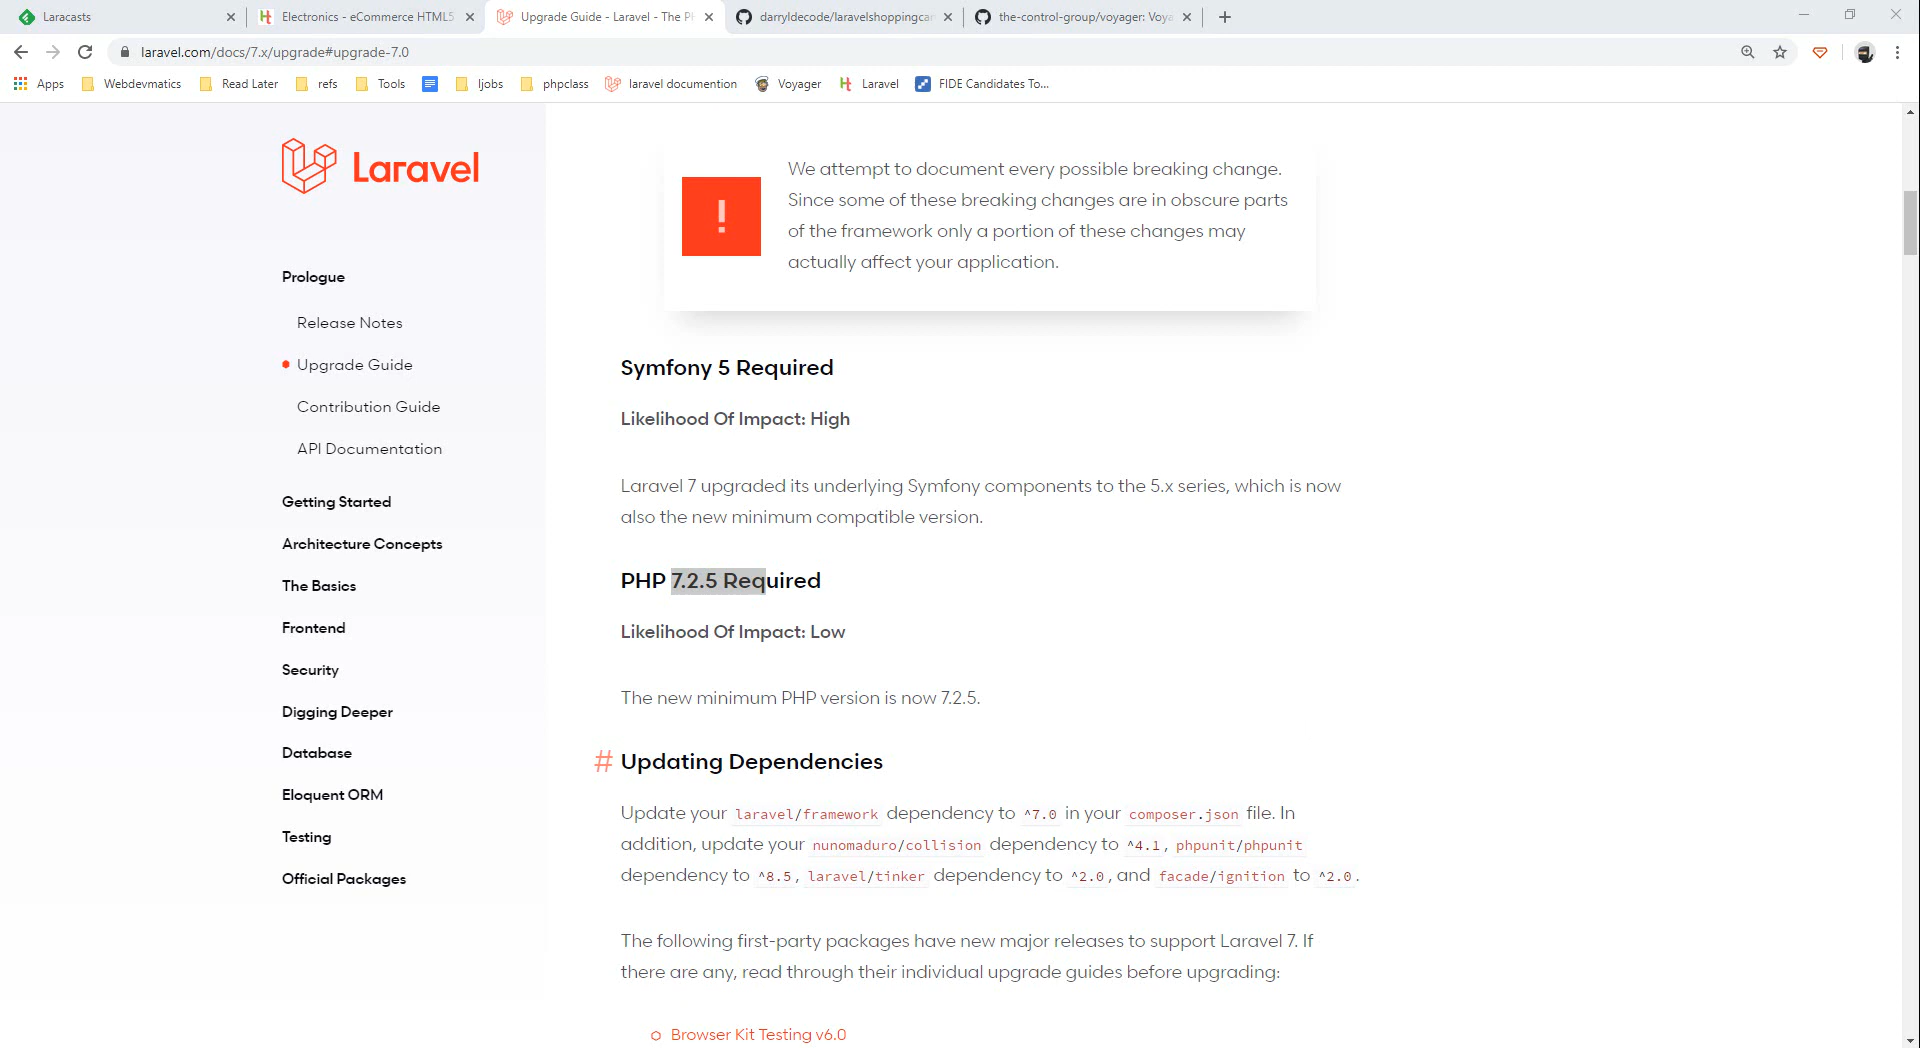 Laracasts
Electronics - eCommerce HTML5
Upgrade Guide - Laravel - The P
darryldecode/laravelshoppingcar
the-control-group/voyager: Voya
laravel.com/docs/7.x/upgrade#upgrade-7.0
Apps
Webdevmatics
Read Later
refs
Tools
ljobs
phpclass
laravel documention
Voyager
Laravel
FIDE Candidates To...
Laravel
Prologue
Release Notes
Upgrade Guide
Contribution Guide
API Documentation
Getting Started
Architecture Concepts
The Basics
Frontend
Security
Digging Deeper
Database
Eloquent ORM
Testing
Official Packages
!
We attempt to document every possible breaking change.
Since some of these breaking changes are in obscure parts
of the framework only a portion of these changes may
actually affect your application.
Symfony 5 Required
Likelihood Of Impact: High
Laravel 7 upgraded its underlying Symfony components to the 5.x series, which is now
also the new minimum compatible version.
PHP 7.2.5 Required
Likelihood Of Impact: Low
The new minimum PHP version is now 7.2.5.
# Updating Dependencies
Update your laravel/framework dependency to ^7.0 in your composer.json file. In
addition, update your nunomaduro/collision dependency to ^4.1, phpunit/phpunit
dependency to ^8.5, laravel/tinker dependency to ^2.0, and facade/ignition to ^2.0.
The following first-party packages have new major releases to support Laravel 7. If
there are any, read through their individual upgrade guides before upgrading:
Browser Kit Testing v6.0